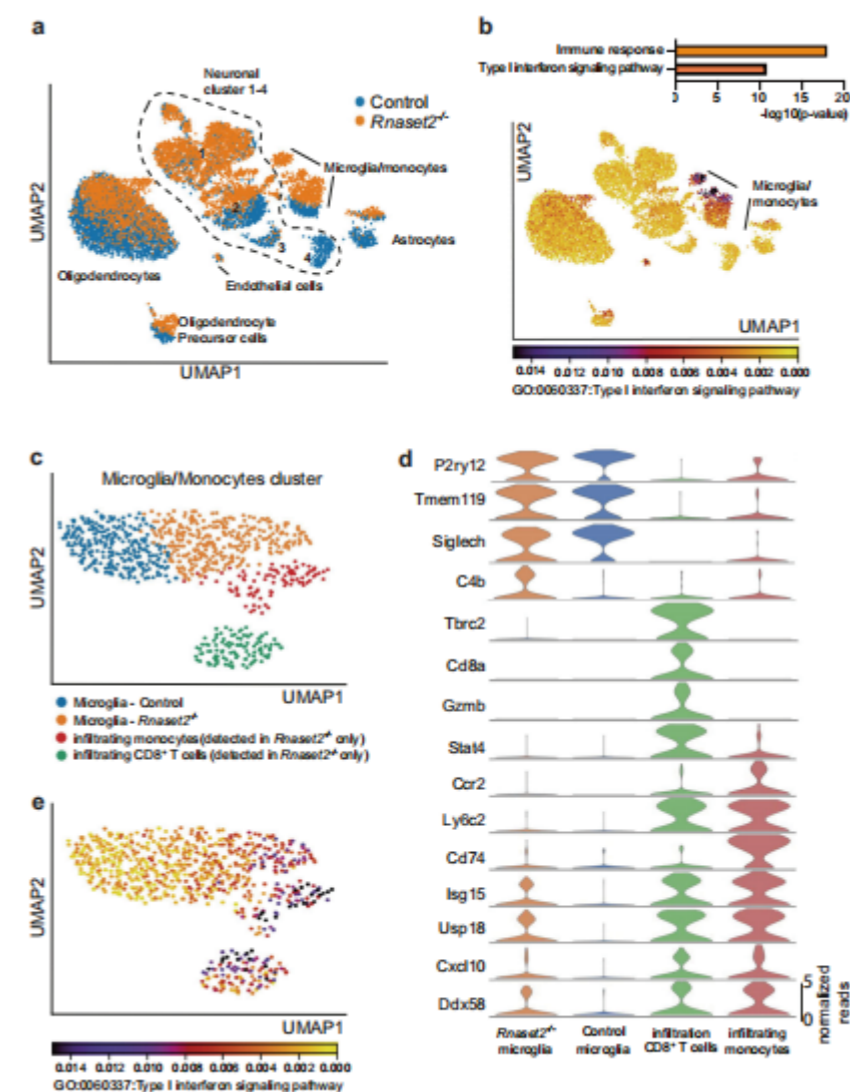 a
Neuronal
cluster 1-4
Control
Rnaset2-/-
1
2
3
4
Microglia/monocytes
Astrocytes
Oligodendrocytes
Endothelial cells
Oligodendrocyte
Precursor cells
UMAP2
UMAP1
b
Immune response
Type I interferon signaling pathway
0 5 10 15 20
-log10(p-value)
UMAP2
Microglia/
monocytes
UMAP1
0.014 0.012 0.010 0.008 0.006 0.004 0.002 0.000
GO:0060337:Type I interferon signaling pathway
c
Microglia/Monocytes cluster
UMAP2
UMAP1
Microglia - Control
Microglia - Rnaset2-/-
infiltrating monocytes (detected in Rnaset2-/- only)
infiltrating CD8+ T cells (detected in Rnaset2-/- only)
d
P2ry12
Tmem119
Siglech
C4b
Tbrc2
Cd8a
Gzmb
Stat4
Ccr2
Ly6c2
Cd74
Isg15
Usp18
Cxcl10
Ddx58
5
0
normalized
reads
Rnaset2-/-
microglia
Control
microglia
infiltration
CD8+ T cells
infiltrating
monocytes
e
UMAP2
UMAP1
0.014 0.012 0.010 0.008 0.006 0.004 0.002 0.000
GO:0060337:Type I interferon signaling pathway